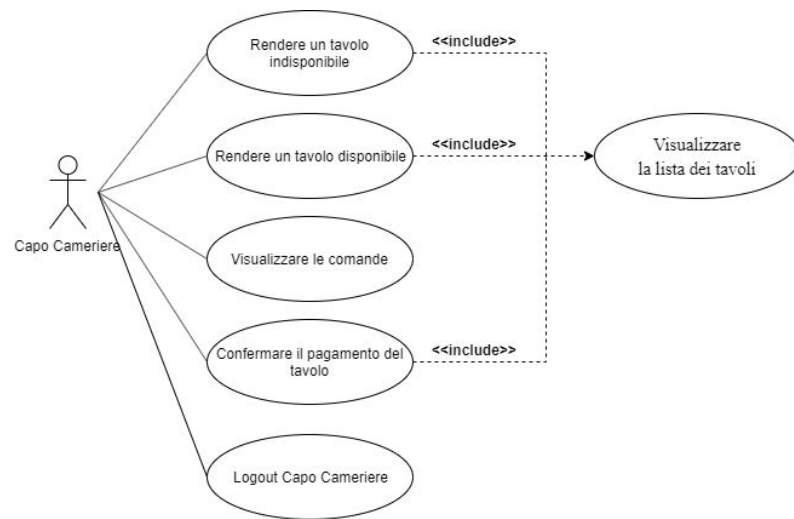 Rendere un tavolo
indisponibile
<<include>>
Rendere un tavolo disponibile
<<include>>
Visualizzare
la lista dei tavoli
Capo Cameriere
Visualizzare le comande
Confermare il pagamento del
tavolo
<<include>>
Logout Capo Cameriere